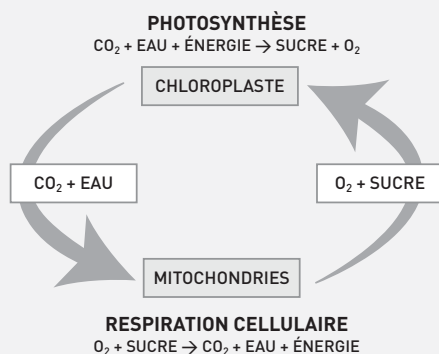 PHOTOSYNTHÈSE
CO₂ + EAU + ÉNERGIE → SUCRE + O₂
CHLOROPLASTE
CO₂ + EAU
O₂ + SUCRE
MITOCHONDRIES
RESPIRATION CELLULAIRE
O₂ + SUCRE → CO₂ + EAU + ÉNERGIE